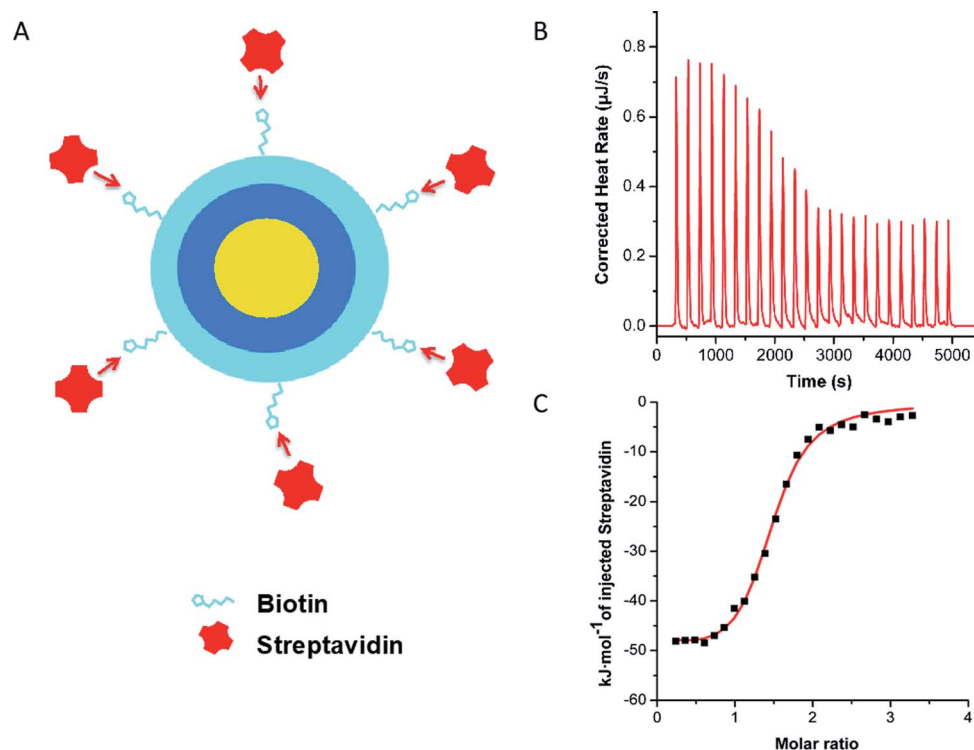 A
Biotin
Streptavidin
B
Corrected Heat Rate (µJ/s)
0.8
0.6
0.4
0.2
0.0
0 1000 2000 3000 4000 5000
Time (s)
C
kJ·mol⁻¹ of injected Streptavidin
0
-10
-20
-30
-40
-50
-60
0 1 2 3 4
Molar ratio